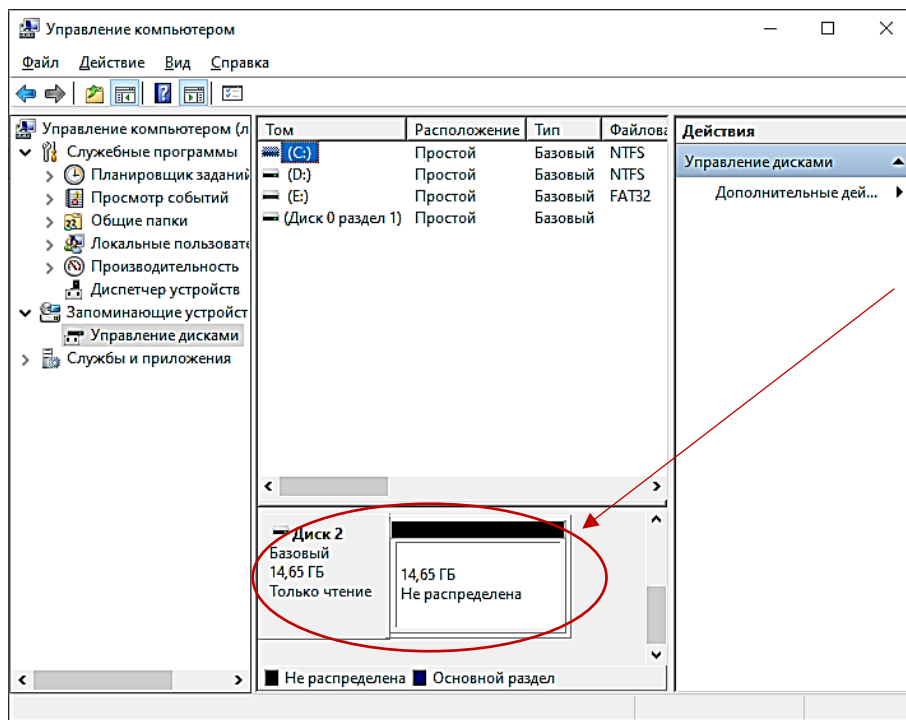 Управление компьютером
Файл Действие Вид Справка
Управление компьютером (л
Служебные программы
Планировщик заданий
Просмотр событий
Общие папки
Локальные пользовате
Производительность
Диспетчер устройств
Запоминающие устройст
Управление дисками
Службы и приложения
Том Расположение Тип Файлова
(C:) Простой Базовый NTFS
(D:) Простой Базовый NTFS
(E:) Простой Базовый FAT32
(Диск 0 раздел 1) Простой Базовый
Диск 2
Базовый
14,65 ГБ
Только чтение
14,65 ГБ
Не распределена
Не распределена Основной раздел
Действия
Управление дисками
Дополнительные дей...